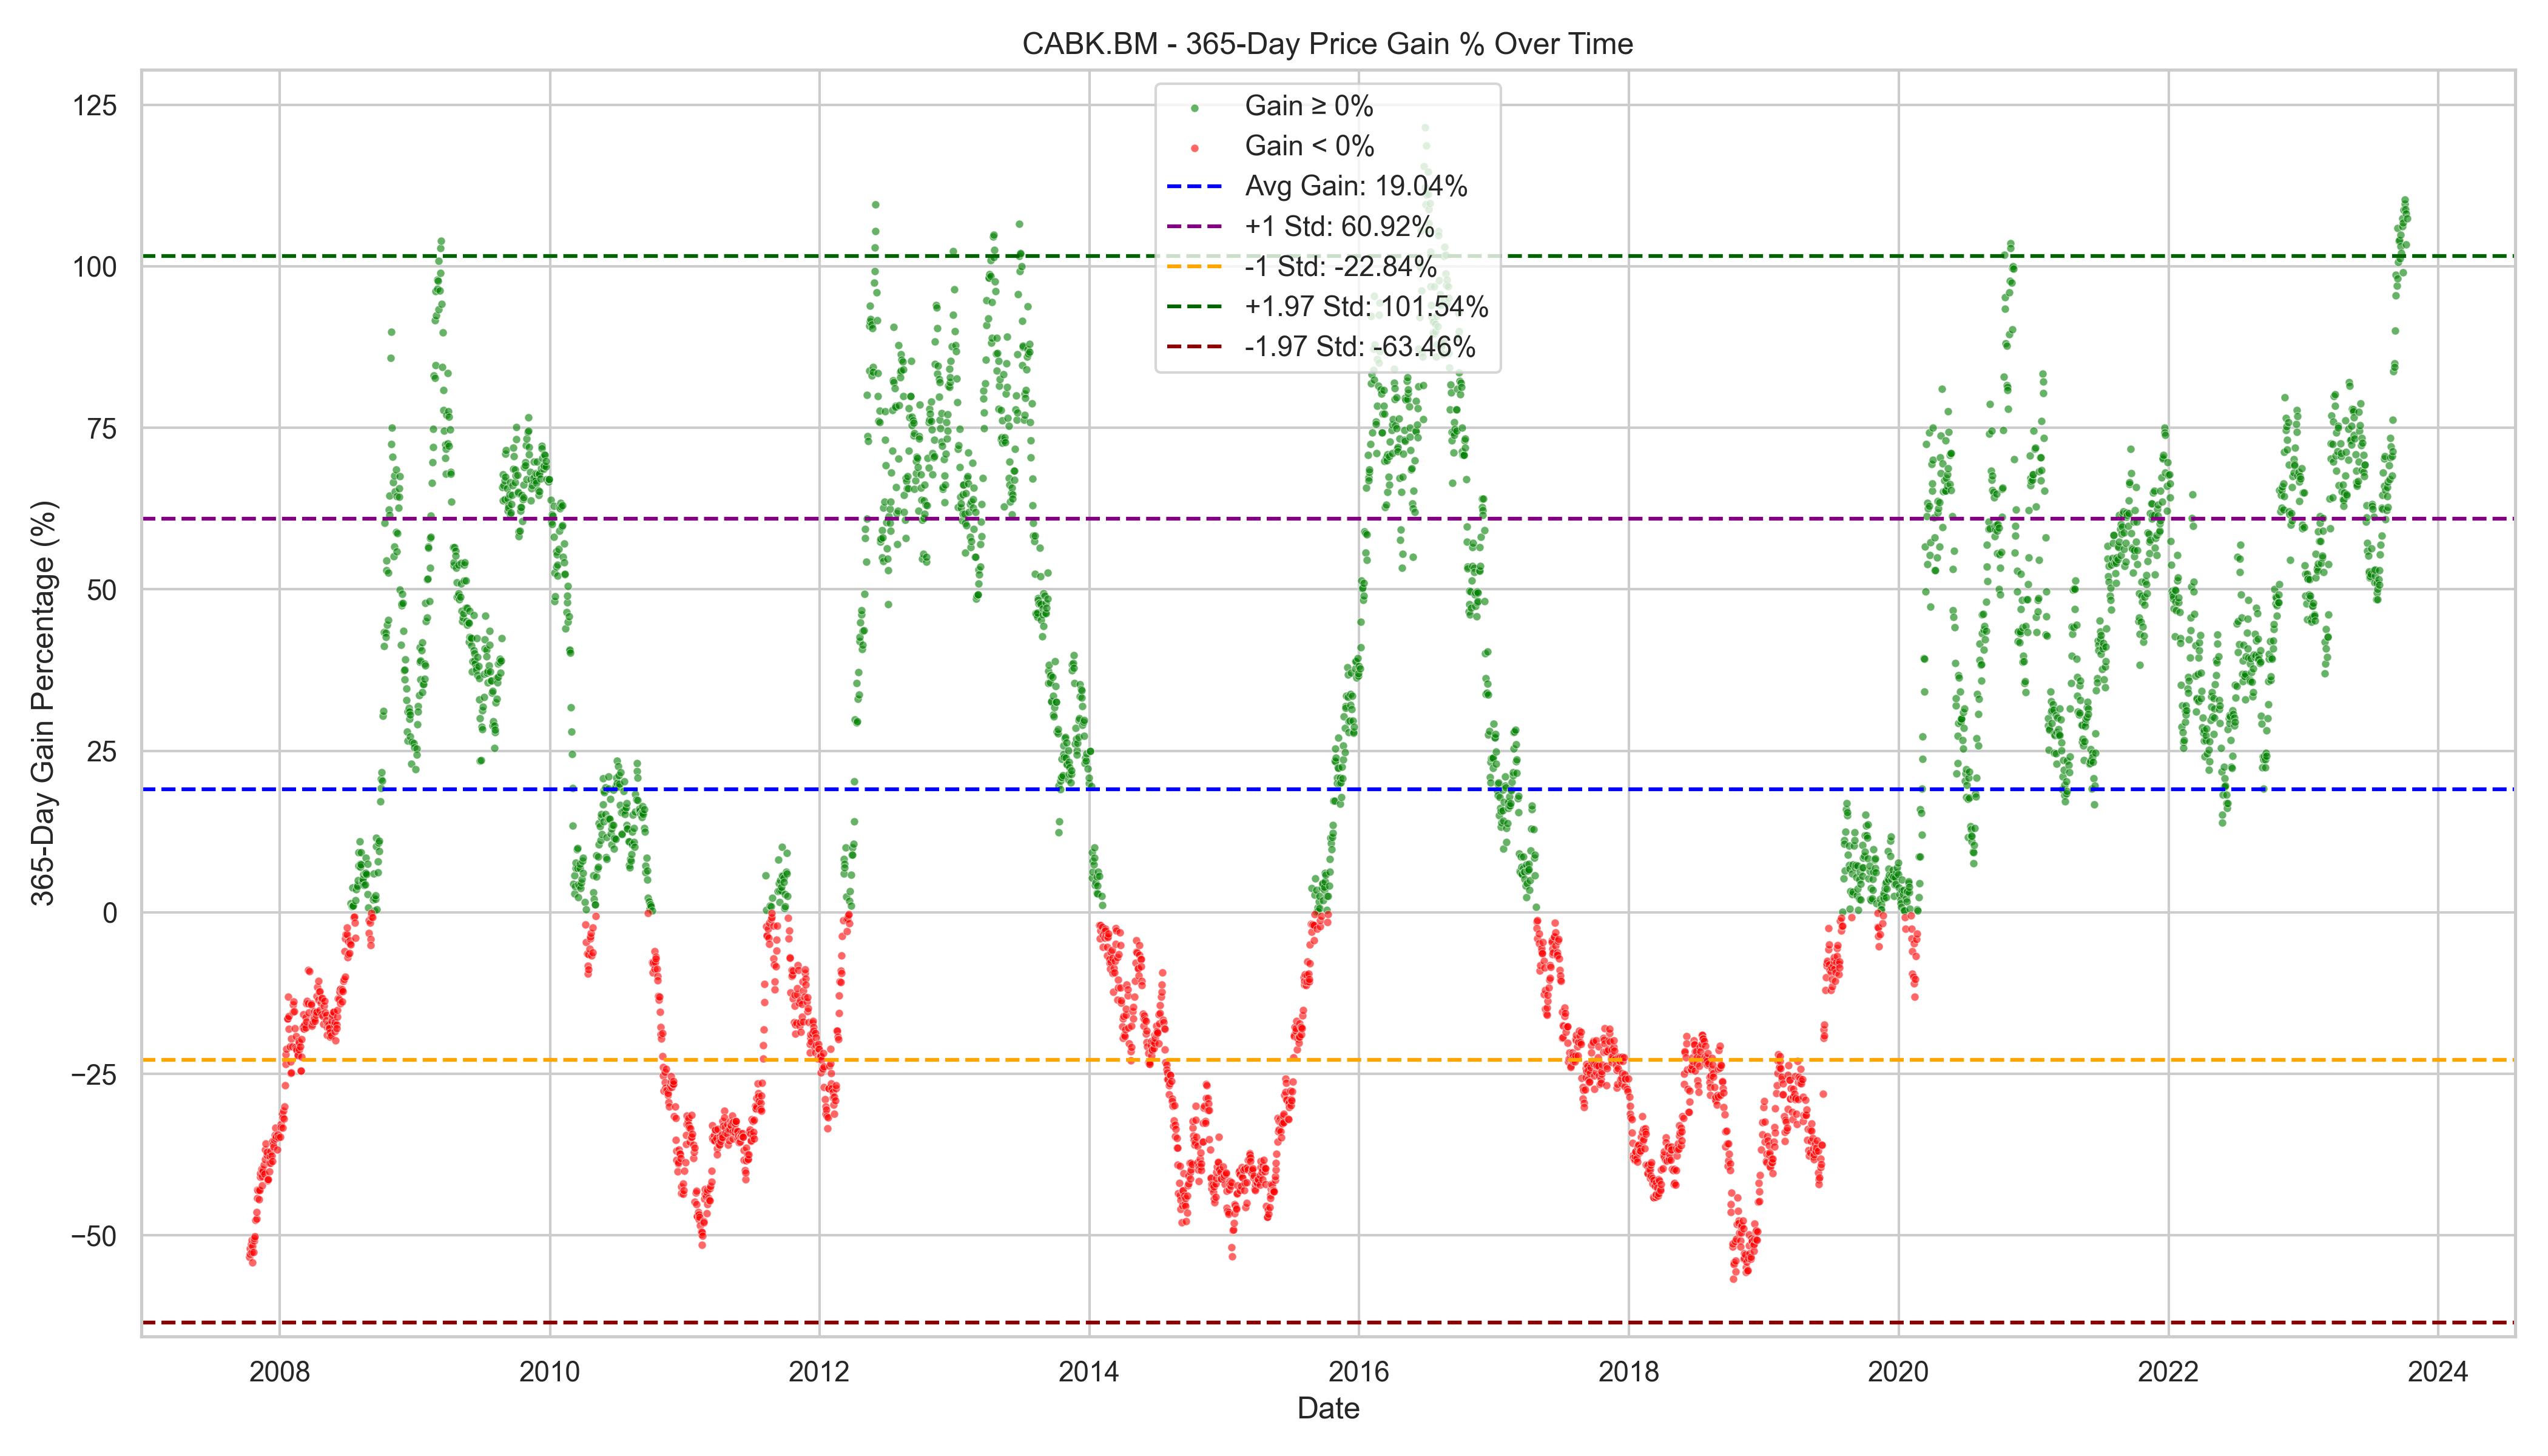 CABK.BM - 365-Day Price Gain % Over Time
Gain ≥ 0%
Gain < 0%
Avg Gain: 19.04%
+1 Std: 60.92%
-1 Std: -22.84%
+1.97 Std: 101.54%
-1.97 Std: -63.46%
365-Day Gain Percentage (%)
125
100
75
50
25
0
−25
−50
2008 2010 2012 2014 2016 2018 2020 2022 2024
Date